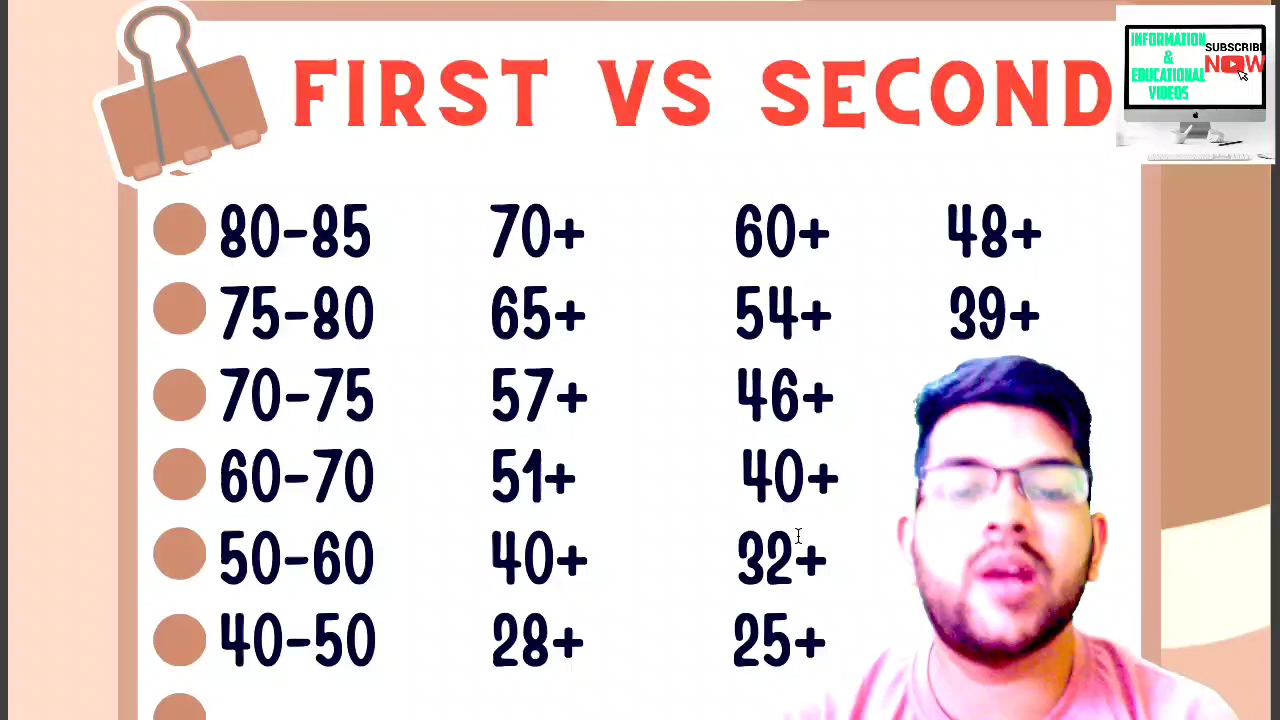 FIRST VS SECOND
INFORMATION
&
EDUCATIONAL
VIDEOS
SUBSCRIBE
NOW
80-85 70+ 60+ 48+
75-80 65+ 54+ 39+
70-75 57+ 46+
60-70 51+ 40+
50-60 40+ 32+
40-50 28+ 25+